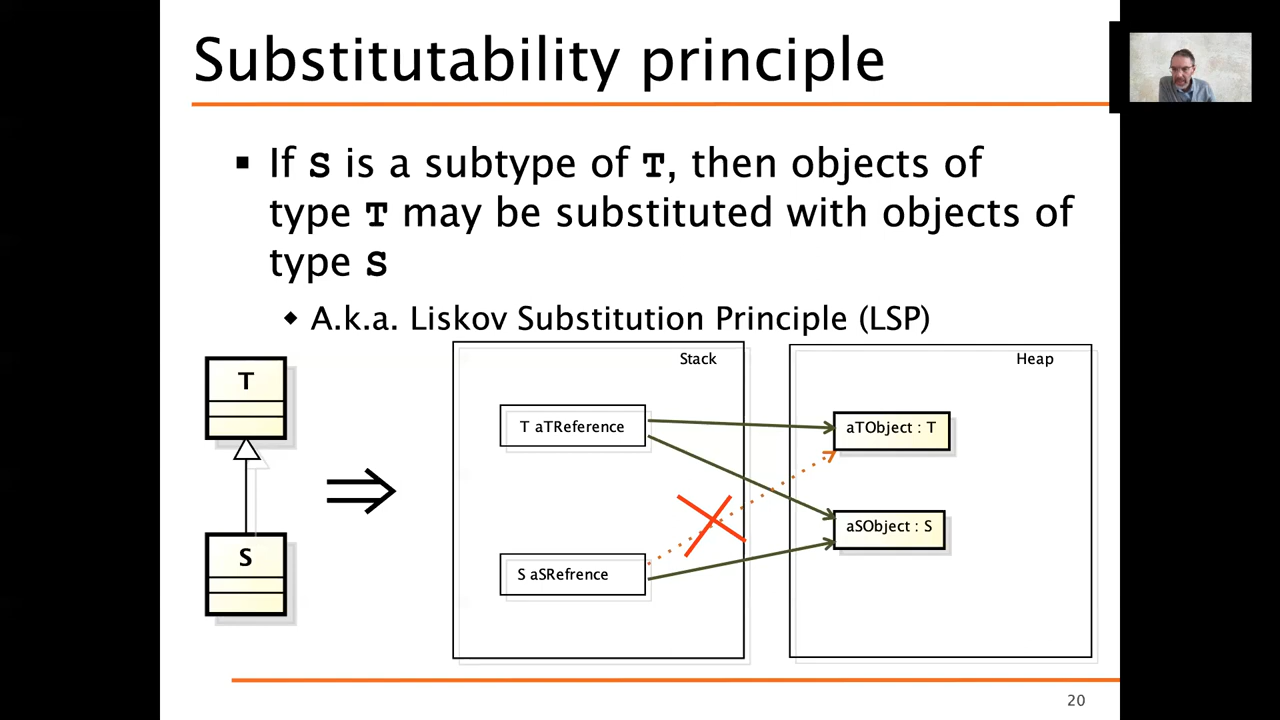 Substitutability principle
▪ If S is a subtype of T, then objects of
type T may be substituted with objects of
type S
◆ A.k.a. Liskov Substitution Principle (LSP)
T
S
Stack
T aTReference
S aSRefrence
Heap
aTObject : T
aSObject : S
20